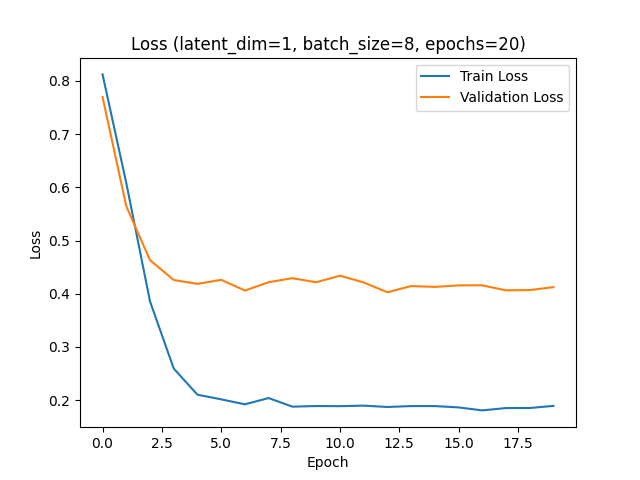 Loss (latent_dim=1, batch_size=8, epochs=20)
Train Loss
Validation Loss
0.8
0.7
0.6
0.5
0.4
0.3
0.2
Loss
0.0 2.5 5.0 7.5 10.0 12.5 15.0 17.5
Epoch